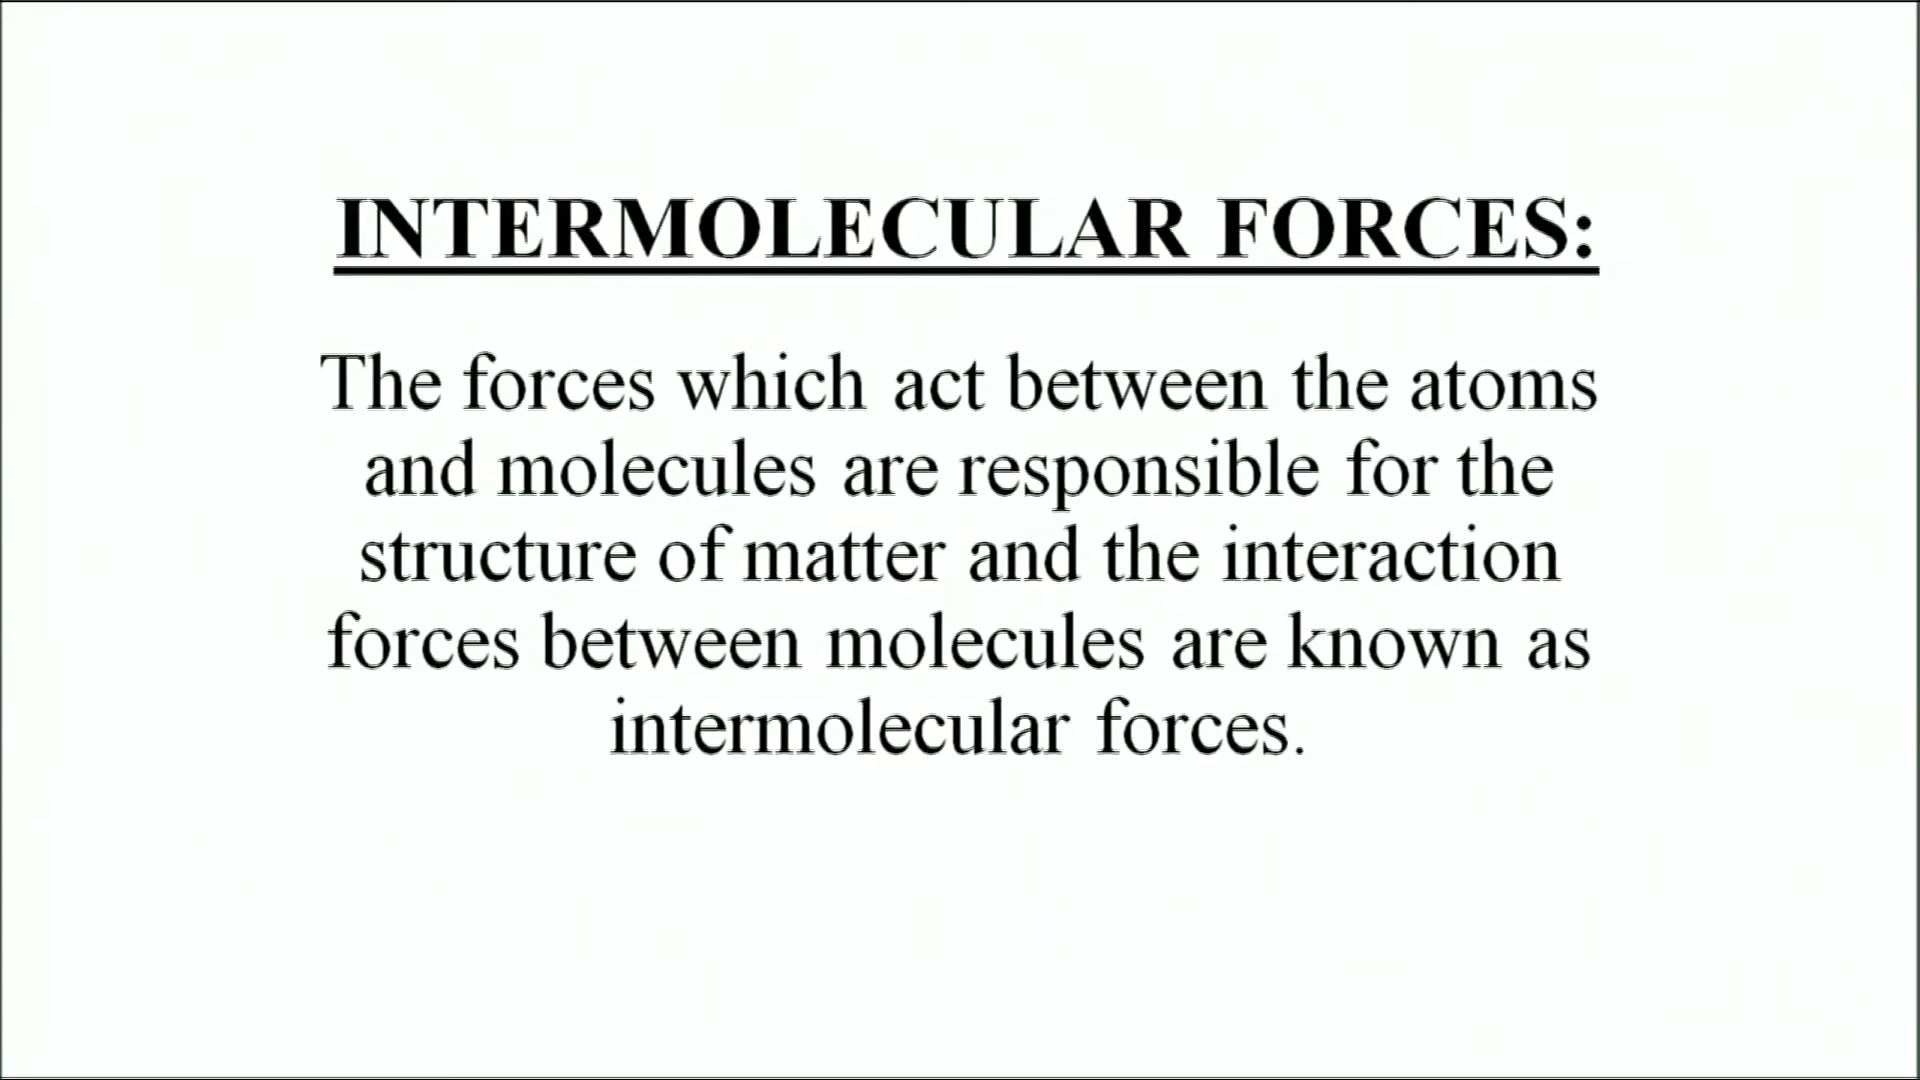 INTERMOLECULAR FORCES:
The forces which act between the atoms
and molecules are responsible for the
structure of matter and the interaction
forces between molecules are known as
intermolecular forces.